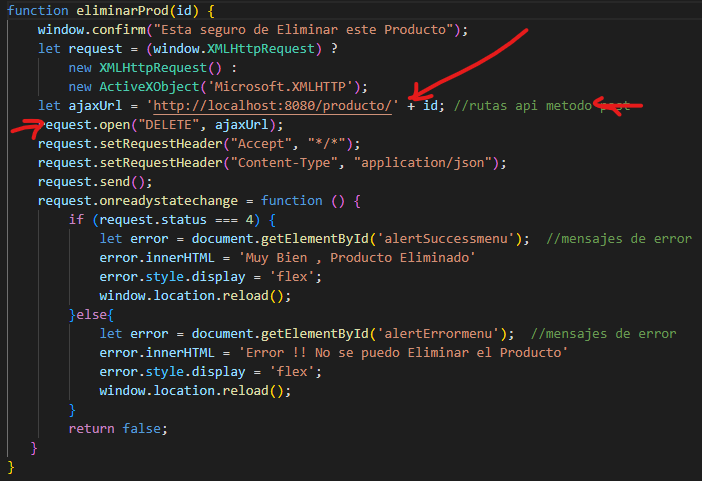 function eliminarProd(id) {
    window.confirm("Esta seguro de Eliminar este Producto");
    let request = (window.XMLHttpRequest) ?
        new XMLHttpRequest() :
        new ActiveXObject('Microsoft.XMLHTTP');
    let ajaxUrl = 'http://localhost:8080/producto/' + id; //rutas api metodo post
    request.open("DELETE", ajaxUrl);
    request.setRequestHeader("Accept", "*/*");
    request.setRequestHeader("Content-Type", "application/json");
    request.send();
    request.onreadystatechange = function () {
        if (request.status === 4) {
            let error = document.getElementById('alertSuccessmenu');  //mensajes de error
            error.innerHTML = 'Muy Bien , Producto Eliminado'
            error.style.display = 'flex';
            window.location.reload();
        }else{
            let error = document.getElementById('alertErrormenu');  //mensajes de error
            error.innerHTML = 'Error !! No se puedo Eliminar el Producto'
            error.style.display = 'flex';
            window.location.reload();
        }
        return false;
    }
}